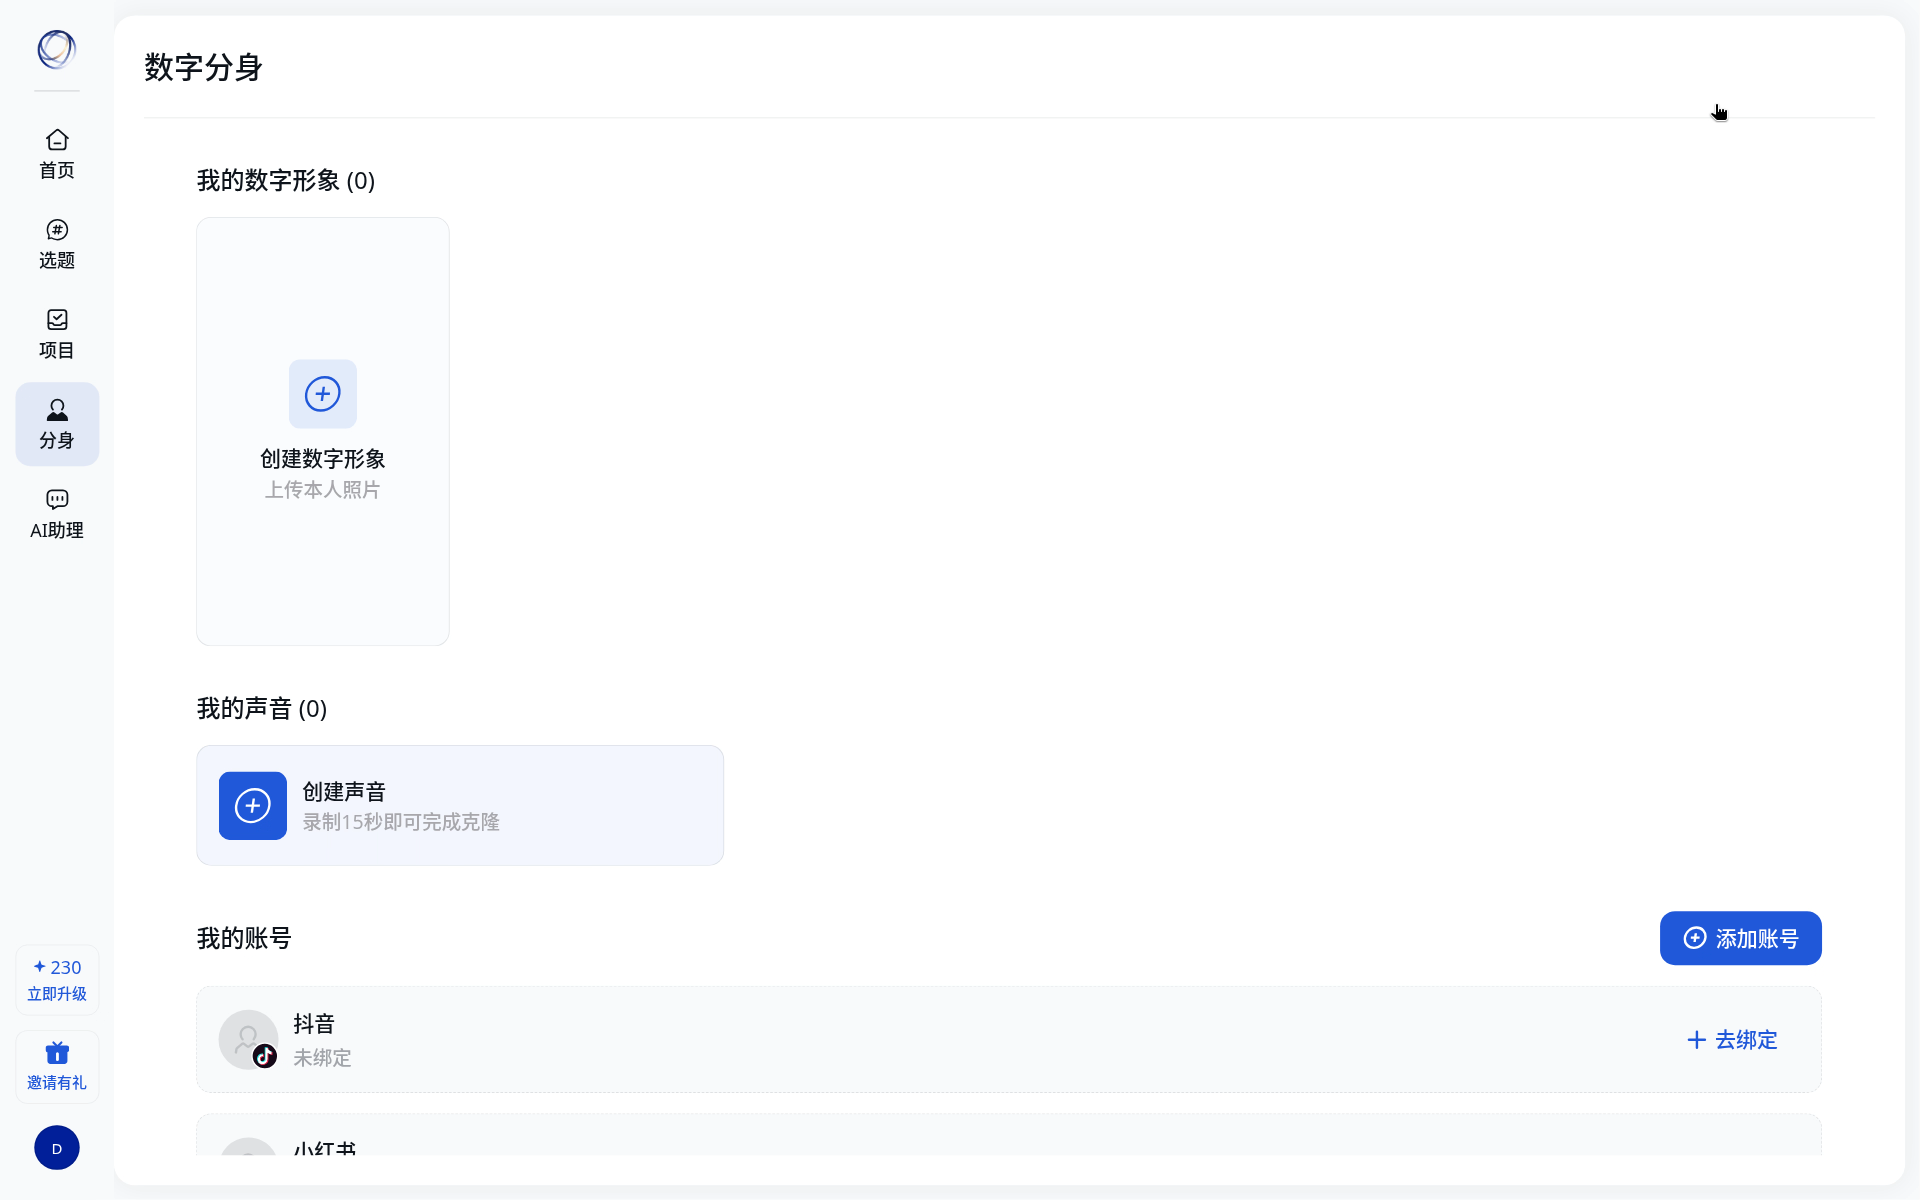 数字分身
首页
选题
项目
分身
AI助理
230
立即升级
邀请有礼
D
我的数字形象 (0)
创建数字形象
上传本人照片
我的声音 (0)
创建声音
录制15秒即可完成克隆
我的账号
添加账号
抖音
未绑定
去绑定
小红书